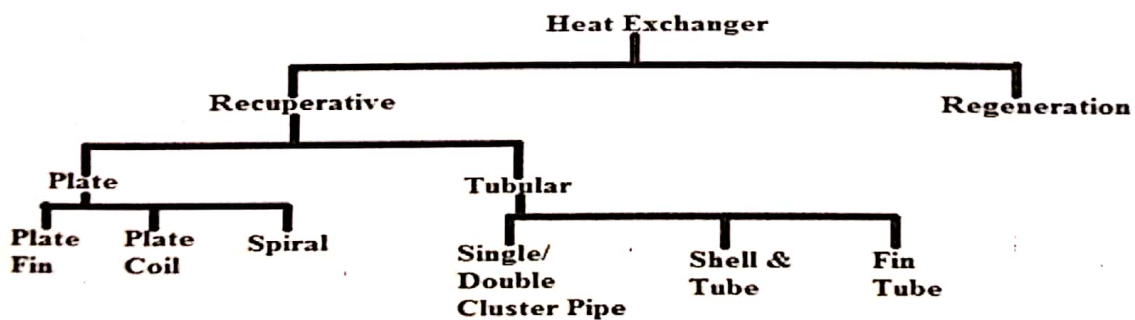 Heat Exchanger
Recuperative
Regeneration
Plate
Tubular
Plate
Fin
Plate
Coil
Spiral
Single/
Double
Cluster Pipe
Shell &
Tube
Fin
Tube